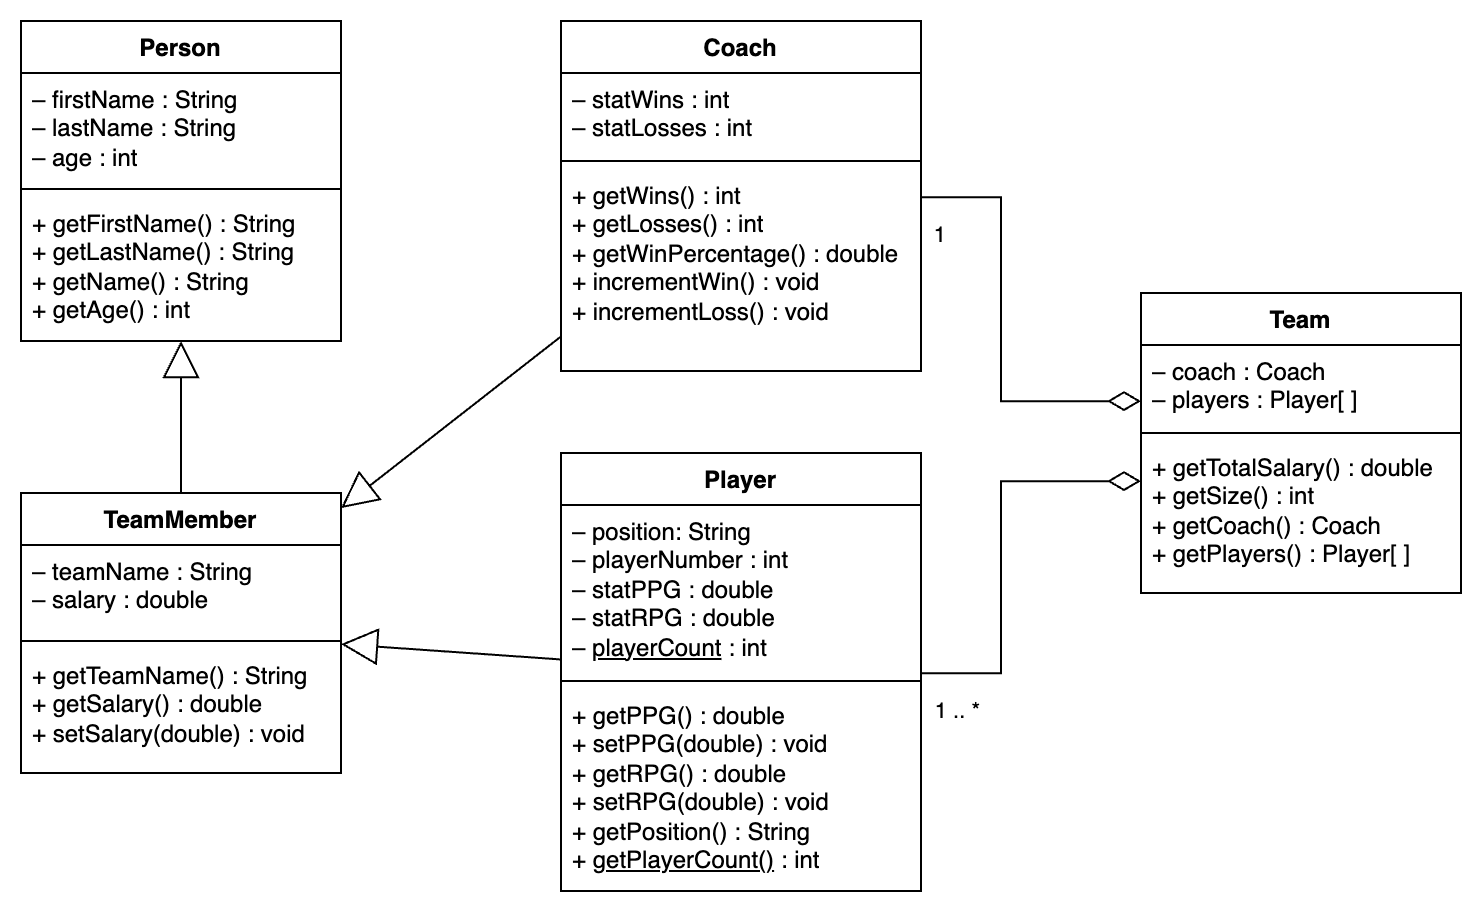 Person
– firstName : String
– lastName : String
– age : int
+ getFirstName() : String
+ getLastName() : String
+ getName() : String
+ getAge() : int
TeamMember
– teamName : String
– salary : double
+ getTeamName() : String
+ getSalary() : double
+ setSalary(double) : void
Coach
– statWins : int
– statLosses : int
+ getWins() : int
+ getLosses() : int
+ getWinPercentage() : double
+ incrementWin() : void
+ incrementLoss() : void
1
Player
– position: String
– playerNumber : int
– statPPG : double
– statRPG : double
– playerCount : int
+ getPPG() : double
+ setPPG(double) : void
+ getRPG() : double
+ setRPG(double) : void
+ getPosition() : String
+ getPlayerCount() : int
1 .. *
Team
– coach : Coach
– players : Player[ ]
+ getTotalSalary() : double
+ getSize() : int
+ getCoach() : Coach
+ getPlayers() : Player[ ]